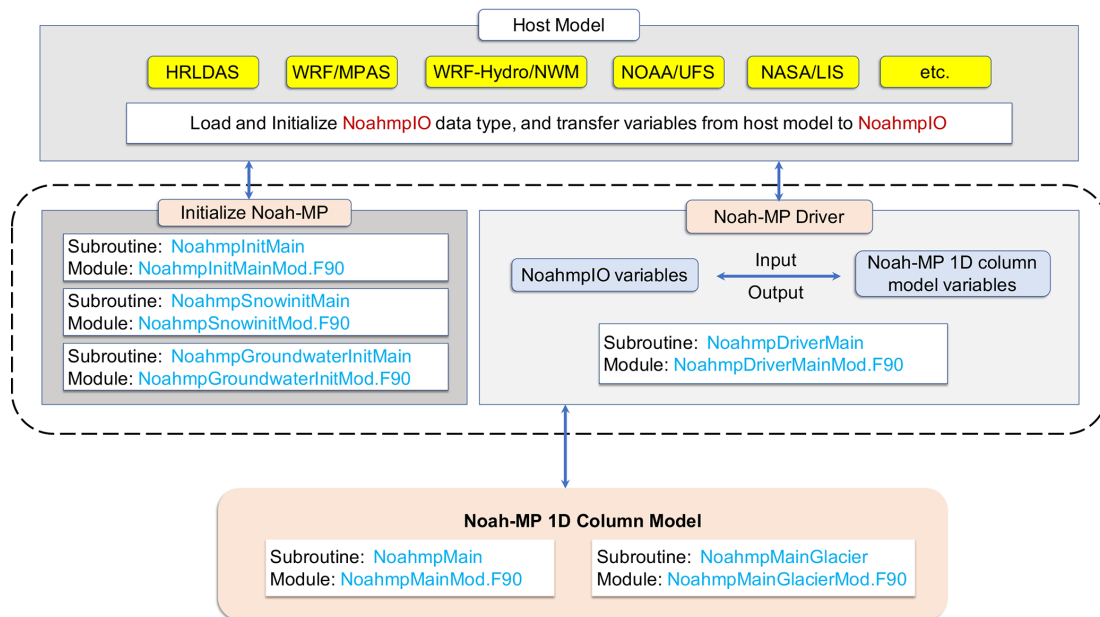 Host Model
HRLDAS
WRF/MPAS
WRF-Hydro/NWM
NOAA/UFS
NASA/LIS
etc.
Load and Initialize NoahmpIO data type, and transfer variables from host model to NoahmpIO
Initialize Noah-MP
Subroutine: NoahmpInitMain
Module: NoahmpInitMainMod.F90
Subroutine: NoahmpSnowinitMain
Module: NoahmpSnowinitMod.F90
Subroutine: NoahmpGroundwaterInitMain
Module: NoahmpGroundwaterInitMod.F90
Noah-MP Driver
NoahmpIO variables
Input
Output
Noah-MP 1D column
model variables
Subroutine: NoahmpDriverMain
Module: NoahmpDriverMainMod.F90
Noah-MP 1D Column Model
Subroutine: NoahmpMain
Module: NoahmpMainMod.F90
Subroutine: NoahmpMainGlacier
Module: NoahmpMainGlacierMod.F90